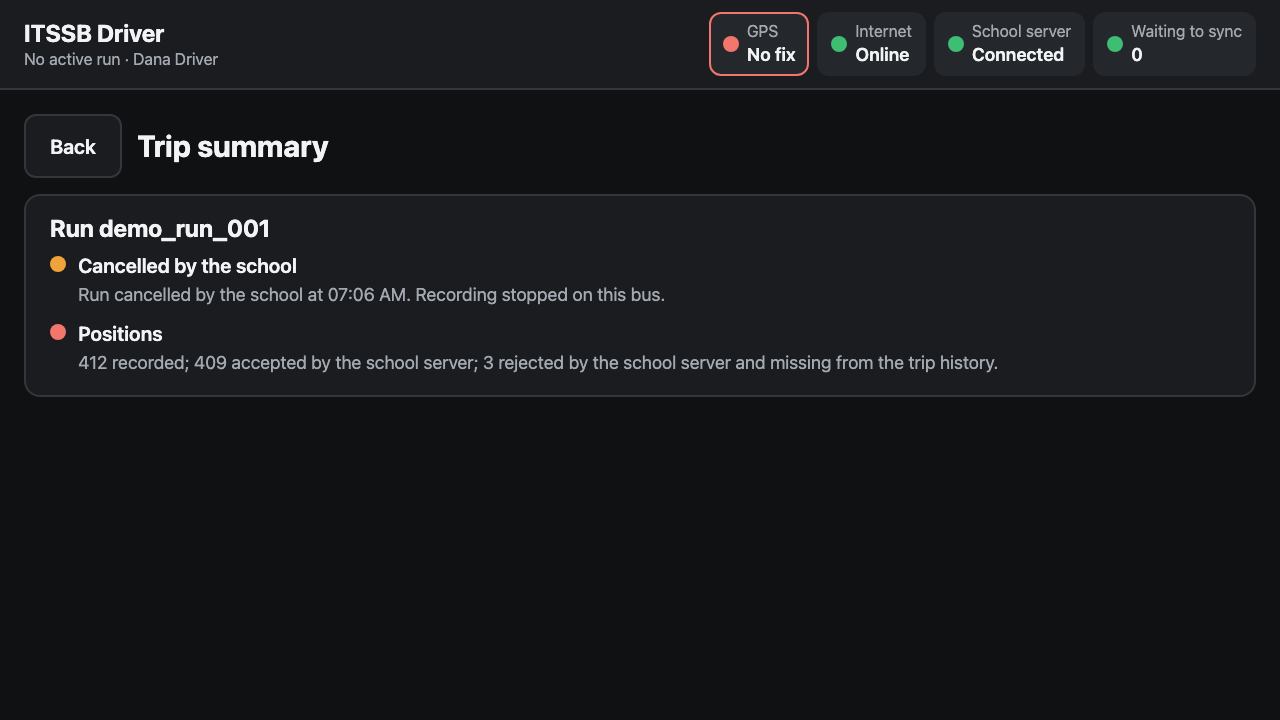 ITSSB Driver
No active run · Dana Driver
GPS
No fix
Internet
Online
School server
Connected
Waiting to sync
0
Back
Trip summary
Run demo_run_001
Cancelled by the school
Run cancelled by the school at 07:06 AM. Recording stopped on this bus.
Positions
412 recorded; 409 accepted by the school server; 3 rejected by the school server and missing from the trip history.